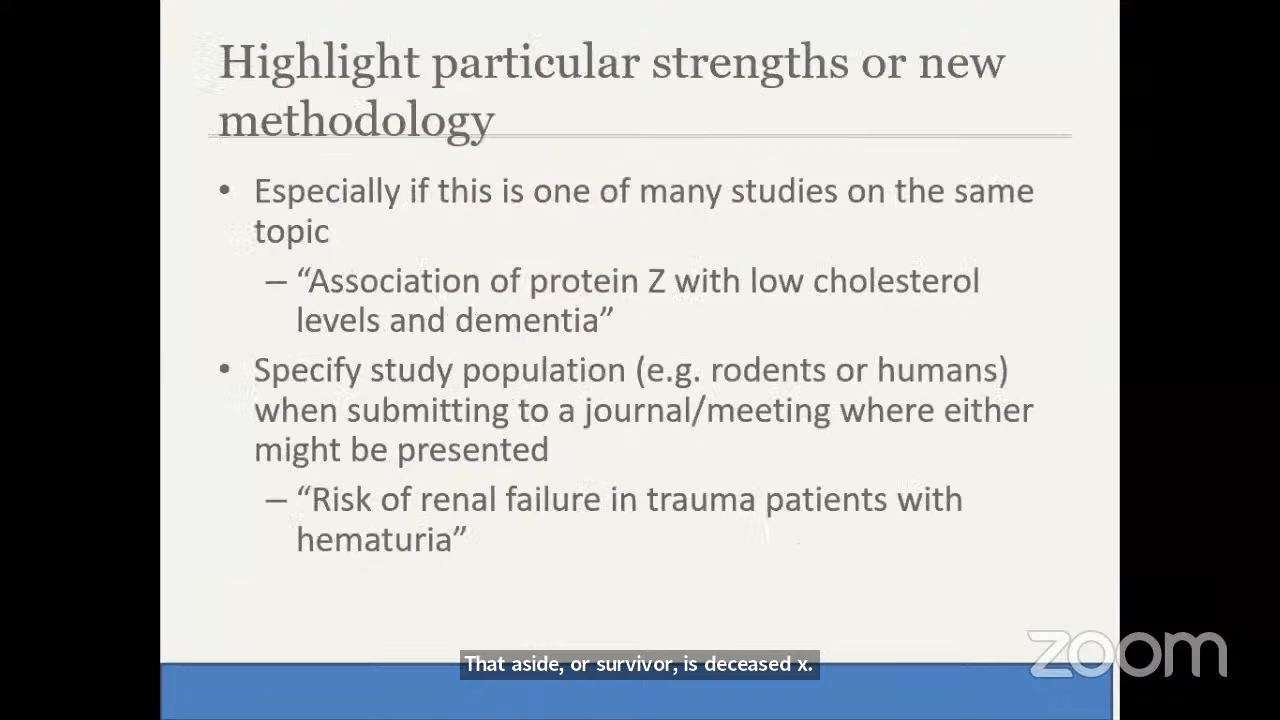 Highlight particular strengths or new
methodology
• Especially if this is one of many studies on the same
topic
– “Association of protein Z with low cholesterol
levels and dementia”
• Specify study population (e.g. rodents or humans)
when submitting to a journal/meeting where either
might be presented
– “Risk of renal failure in trauma patients with
hematuria”
zoom
That aside, or survivor, is deceased x.